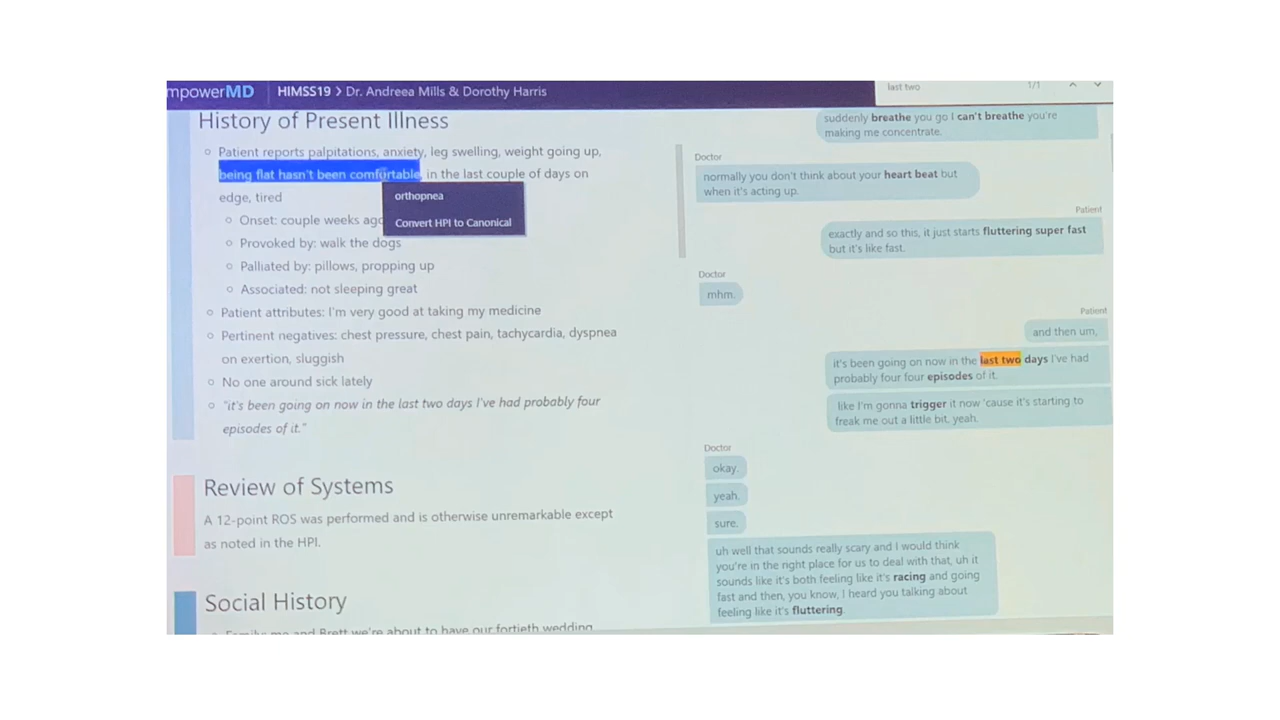 mpowerMD
HIMSS19 > Dr. Andreea Mills & Dorothy Harris
last two
1/1
History of Present Illness
Patient reports palpitations, anxiety, leg swelling, weight going up,
being flat hasn't been comfortable, in the last couple of days on
edge, tired
orthopnea
Convert HPI to Canonical
Onset: couple weeks ago
Provoked by: walk the dogs
Palliated by: pillows, propping up
Associated: not sleeping great
Patient attributes: I'm very good at taking my medicine
Pertinent negatives: chest pressure, chest pain, tachycardia, dyspnea
on exertion, sluggish
No one around sick lately
"it's been going on now in the last two days I've had probably four
episodes of it."
Review of Systems
A 12-point ROS was performed and is otherwise unremarkable except
as noted in the HPI.
Social History
Family: me and Brett we're about to have our fortieth wedding
suddenly breathe you go I can't breathe you're
making me concentrate.
Doctor
normally you don't think about your heart beat but
when it's acting up.
Patient
exactly and so this, it just starts fluttering super fast
but it's like fast.
Doctor
mhm.
Patient
and then um,
it's been going on now in the last two days I've had
probably four four episodes of it.
like I'm gonna trigger it now 'cause it's starting to
freak me out a little bit, yeah.
Doctor
okay.
yeah.
sure.
uh well that sounds really scary and I would think
you're in the right place for us to deal with that, uh it
sounds like it's both feeling like it's racing and going
fast and then, you know, I heard you talking about
feeling like it's fluttering.